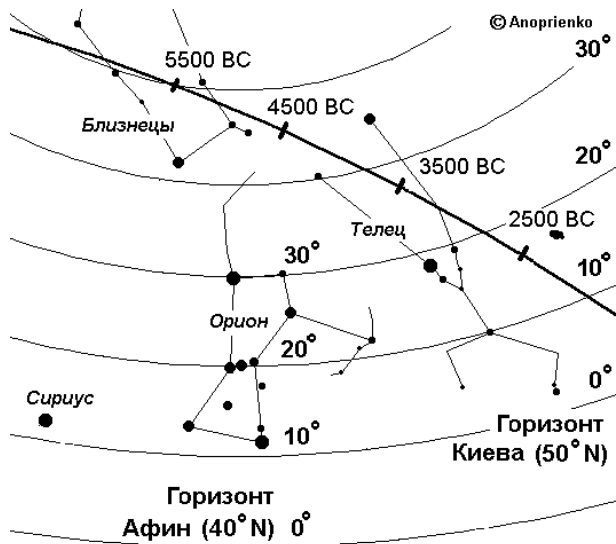 © Anoprienko
30°
5500 BC
4500 BC
Близнецы
20°
3500 BC
2500 BC
Телец
30°
10°
Орион
20°
0°
Сириус
10°
Горизонт
Киева (50°N)
Горизонт
Афин (40°N) 0°